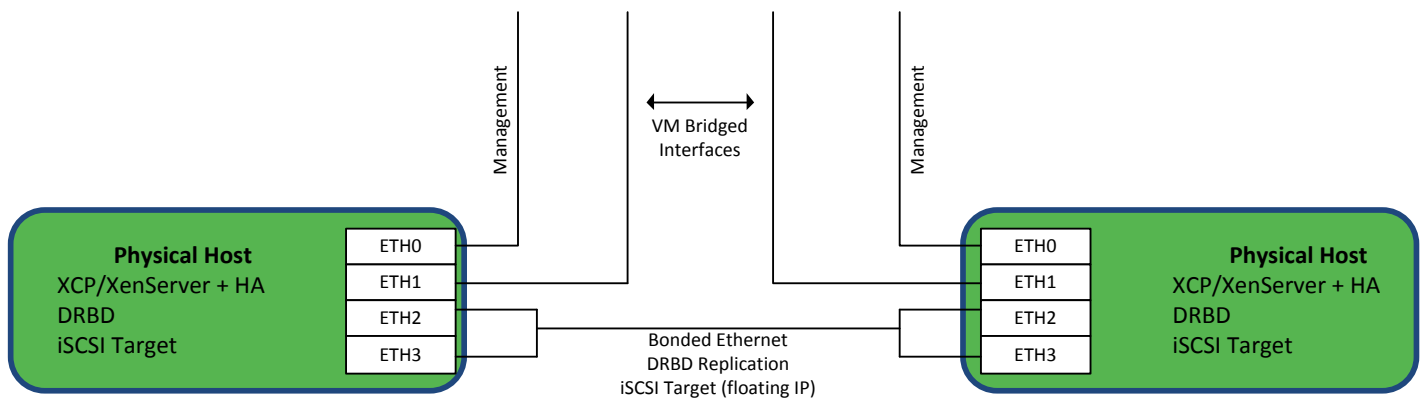 Management
VM Bridged
Interfaces
Management
Physical Host
XCP/XenServer + HA
DRBD
iSCSI Target
ETH0
ETH1
ETH2
ETH3
Bonded Ethernet
DRBD Replication
iSCSI Target (floating IP)
ETH0
ETH1
ETH2
ETH3
Physical Host
XCP/XenServer + HA
DRBD
iSCSI Target